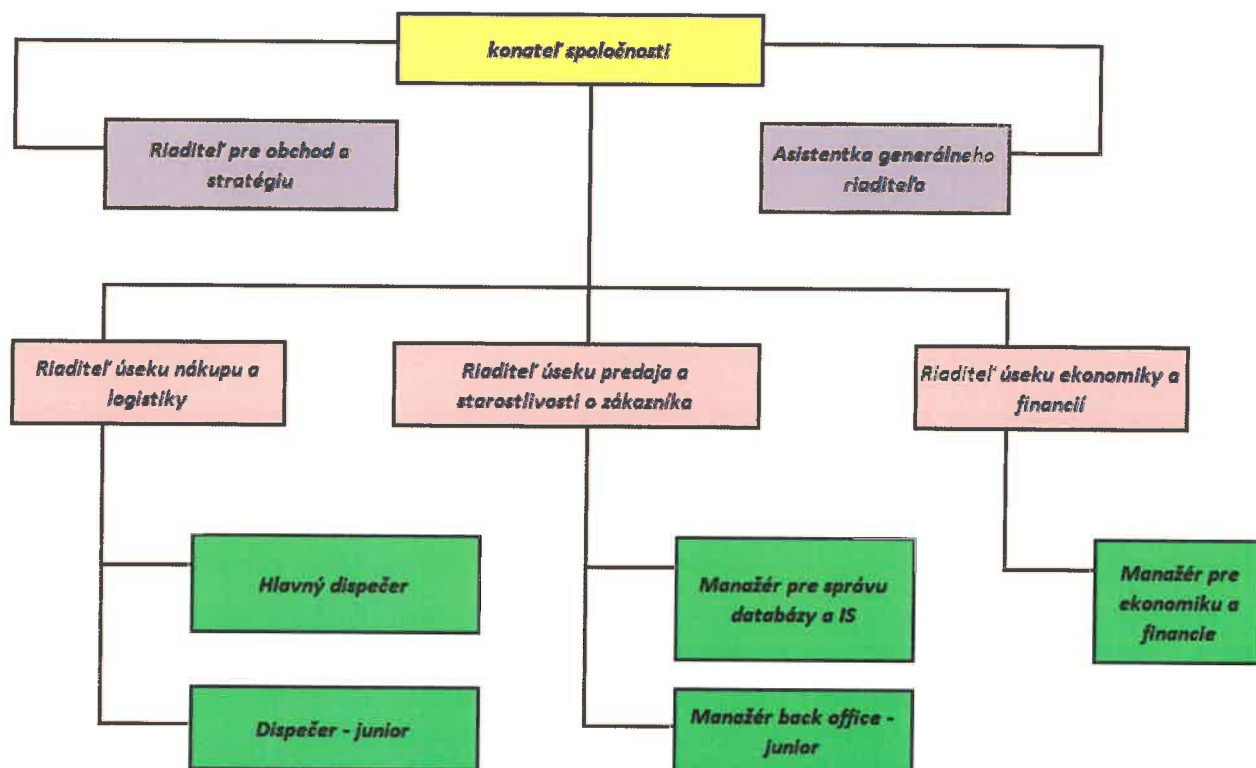 konateľ spoločnosti
Riaditeľ pre obchod a
stratégiu
Asistentka generálneho
riaditeľa
Riaditeľ úseku nákupu a
logistiky
Riaditeľ úseku predaja a
starostlivosti o zákazníka
Riaditeľ úseku ekonomiky a
financií
Hlavný dispečer
Manažér pre správu
databázy a IS
Manažér pre
ekonomiku a
financie
Dispečer - junior
Manažér back office -
junior